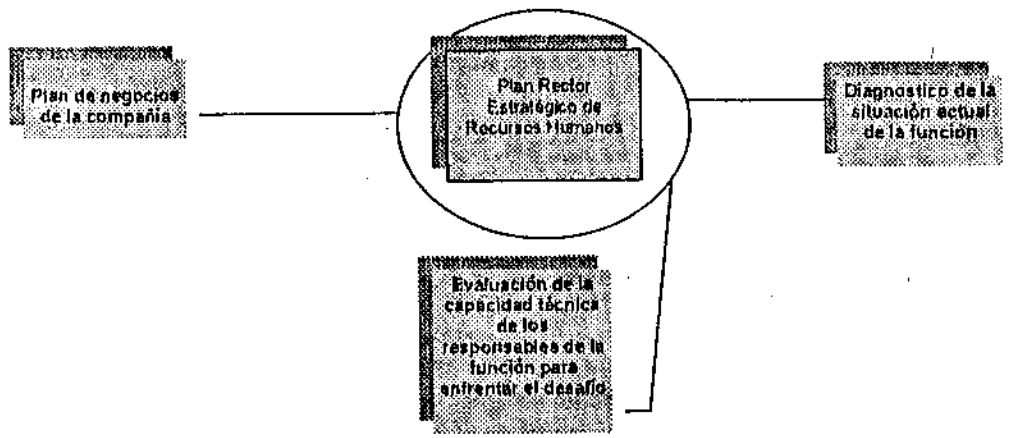 Plan de negocios
de la compañía
Plan Rector
Estratégico de
Recursos Humanos
Diagnostico de la
situación actual
de la función
Evaluación de la
capacidad técnica
de los
responsables de la
función para
enfrentar el desafío